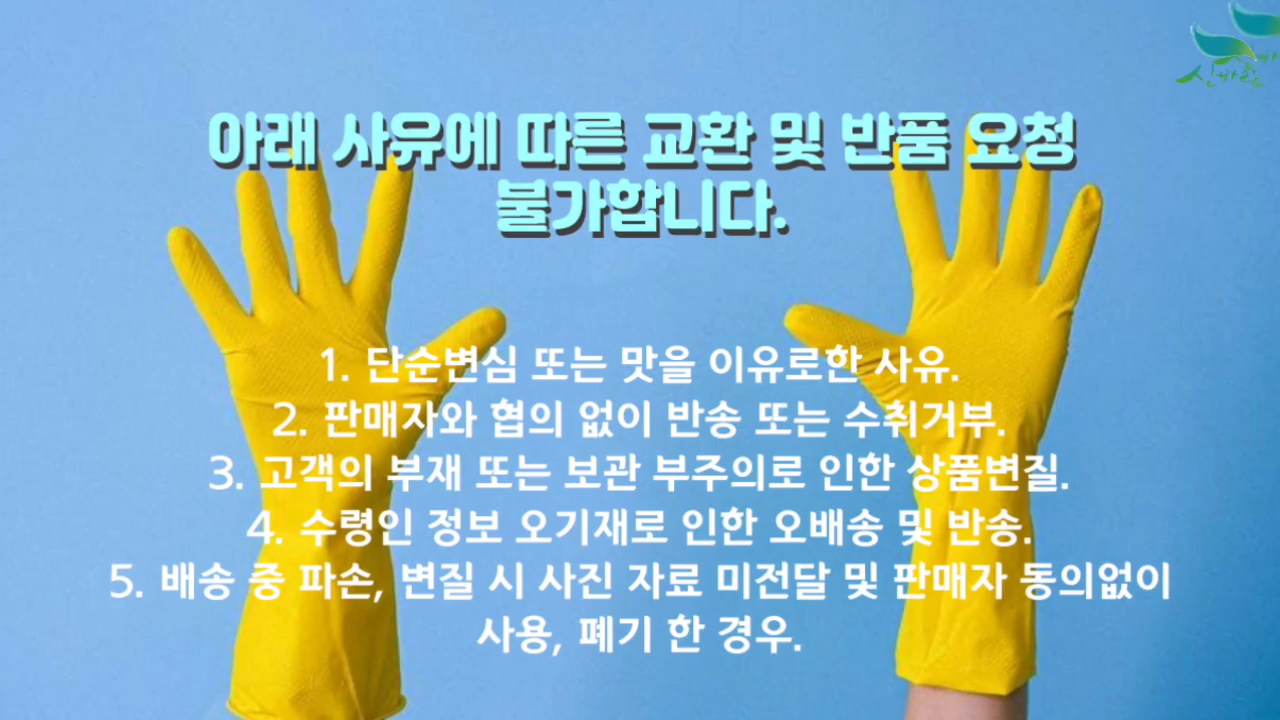 아래 사유에 따른 교환 및 반품 요청
불가합니다.
1. 단순변심 또는 맛을 이유로한 사유.
2. 판매자와 협의 없이 반송 또는 수취거부.
3. 고객의 부재 또는 보관 부주의로 인한 상품변질.
4. 수령인 정보 오기재로 인한 오배송 및 반송.
5. 배송 중 파손, 변질 시 사진 자료 미전달 및 판매자 동의없이
사용, 폐기 한 경우.